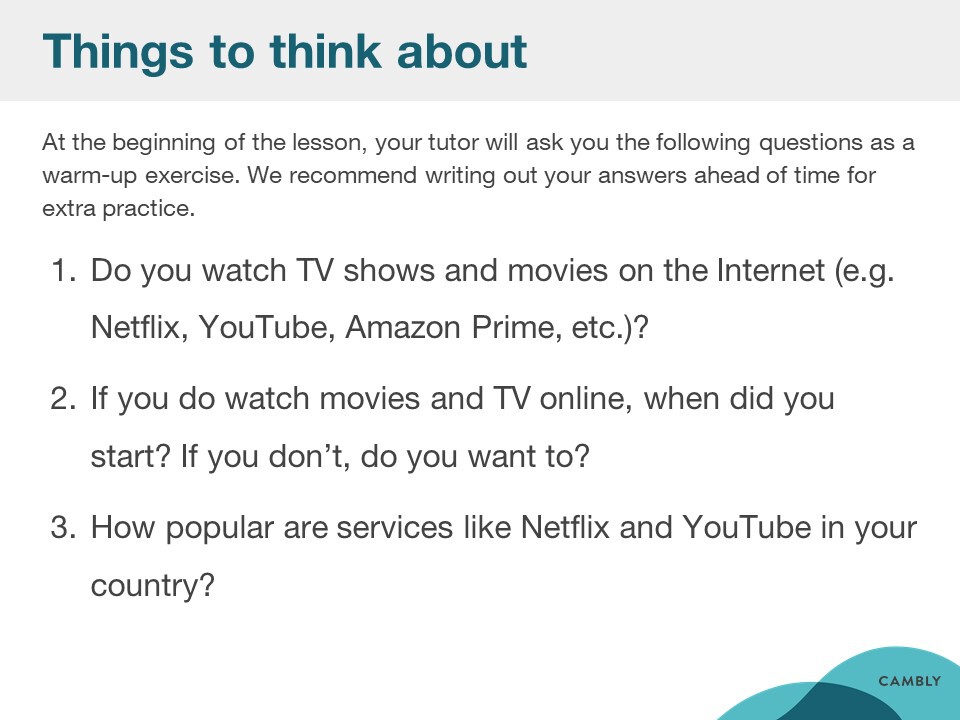 Things to think about
At the beginning of the lesson, your tutor will ask you the following questions as a
warm-up exercise. We recommend writing out your answers ahead of time for
extra practice.
1. Do you watch TV shows and movies on the Internet (e.g.
Netflix, YouTube, Amazon Prime, etc.)?
2. If you do watch movies and TV online, when did you
start? If you don’t, do you want to?
3. How popular are services like Netflix and YouTube in your
country?
CAMBLY